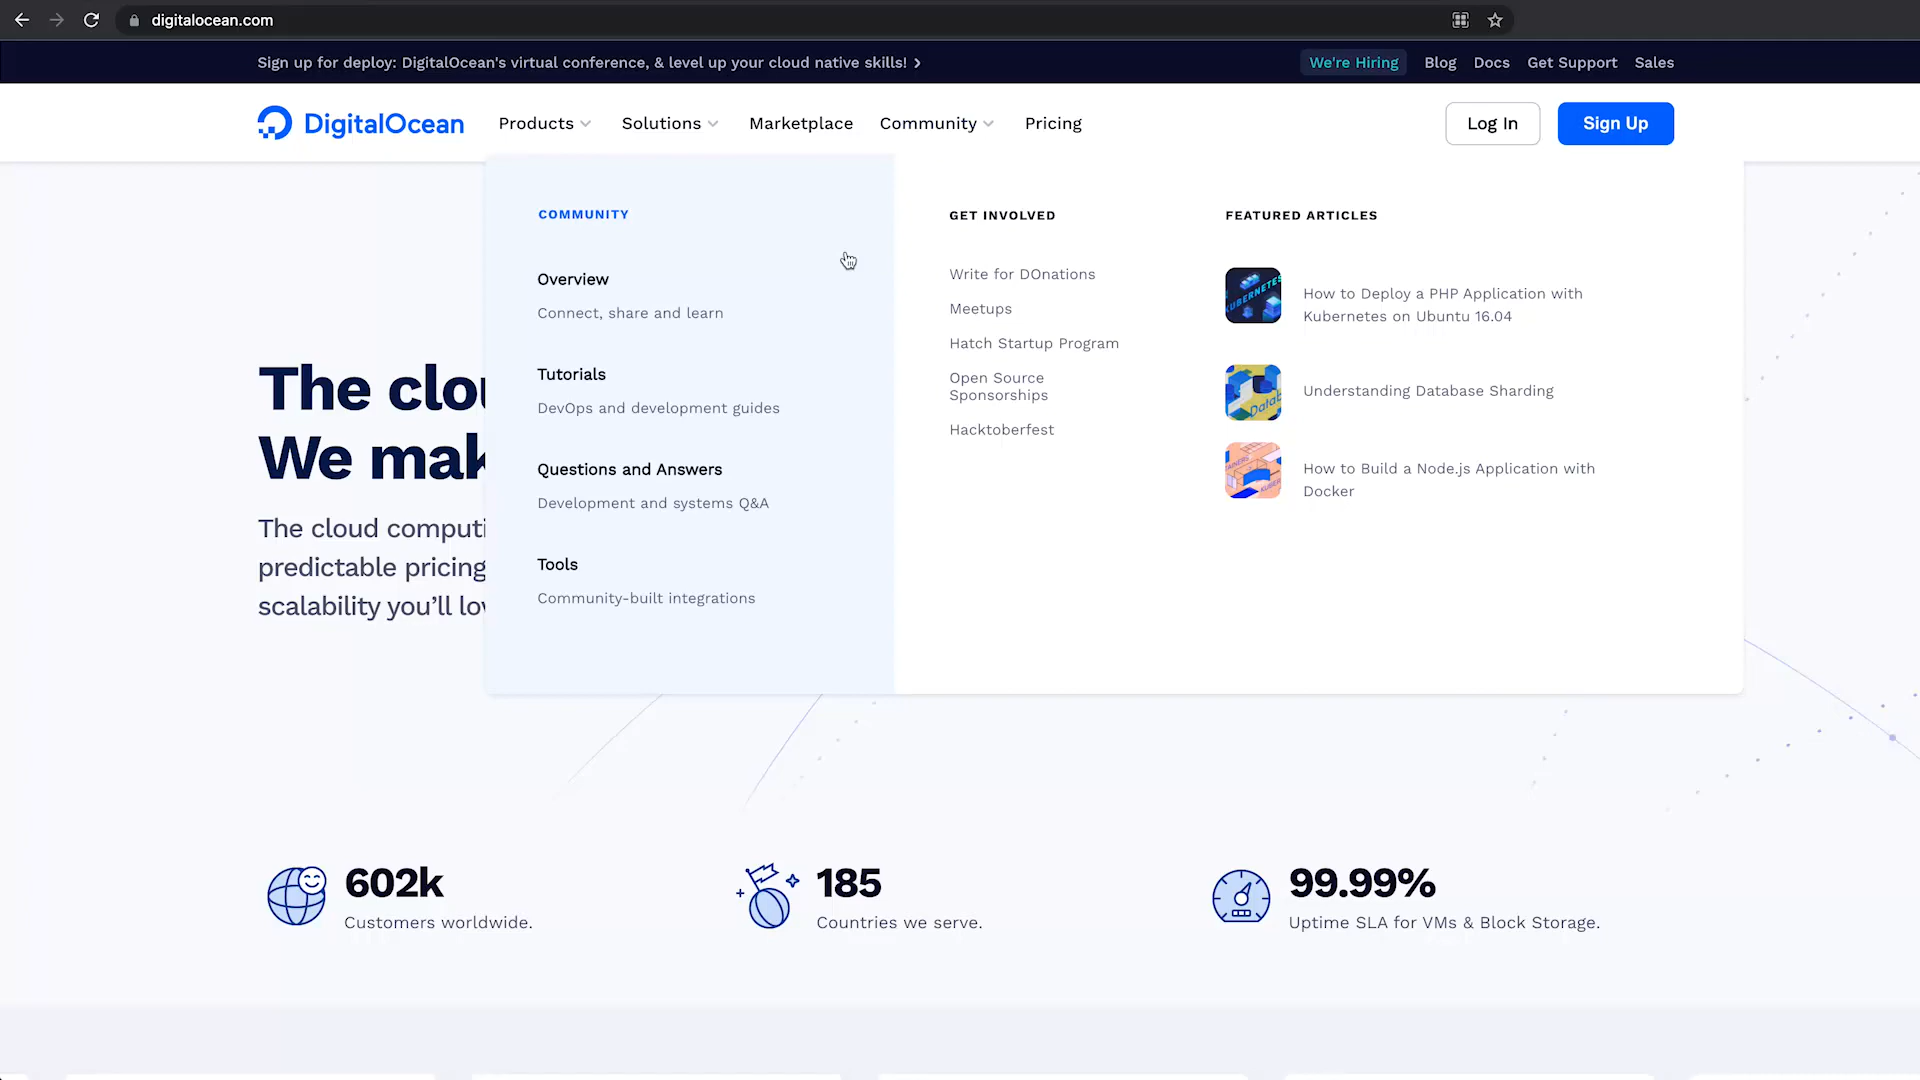 digitalocean.com
Sign up for deploy: DigitalOcean's virtual conference, & level up your cloud native skills!
We're Hiring Blog Docs Get Support Sales
DigitalOcean Products Solutions Marketplace Community Pricing Log In Sign Up
COMMUNITY
Overview
Connect, share and learn
Tutorials
DevOps and development guides
Questions and Answers
Development and systems Q&A
Tools
Community-built integrations
GET INVOLVED
Write for DOnations
Meetups
Hatch Startup Program
Open Source
Sponsorships
Hacktoberfest
FEATURED ARTICLES
KUBERNETES
How to Deploy a PHP Application with
Kubernetes on Ubuntu 16.04
Understanding Database Sharding
How to Build a Node.js Application with
Docker
The clou
We mak
The cloud computi
predictable pricing
scalability you'll lov
602k
Customers worldwide.
185
Countries we serve.
99.99%
Uptime SLA for VMs & Block Storage.